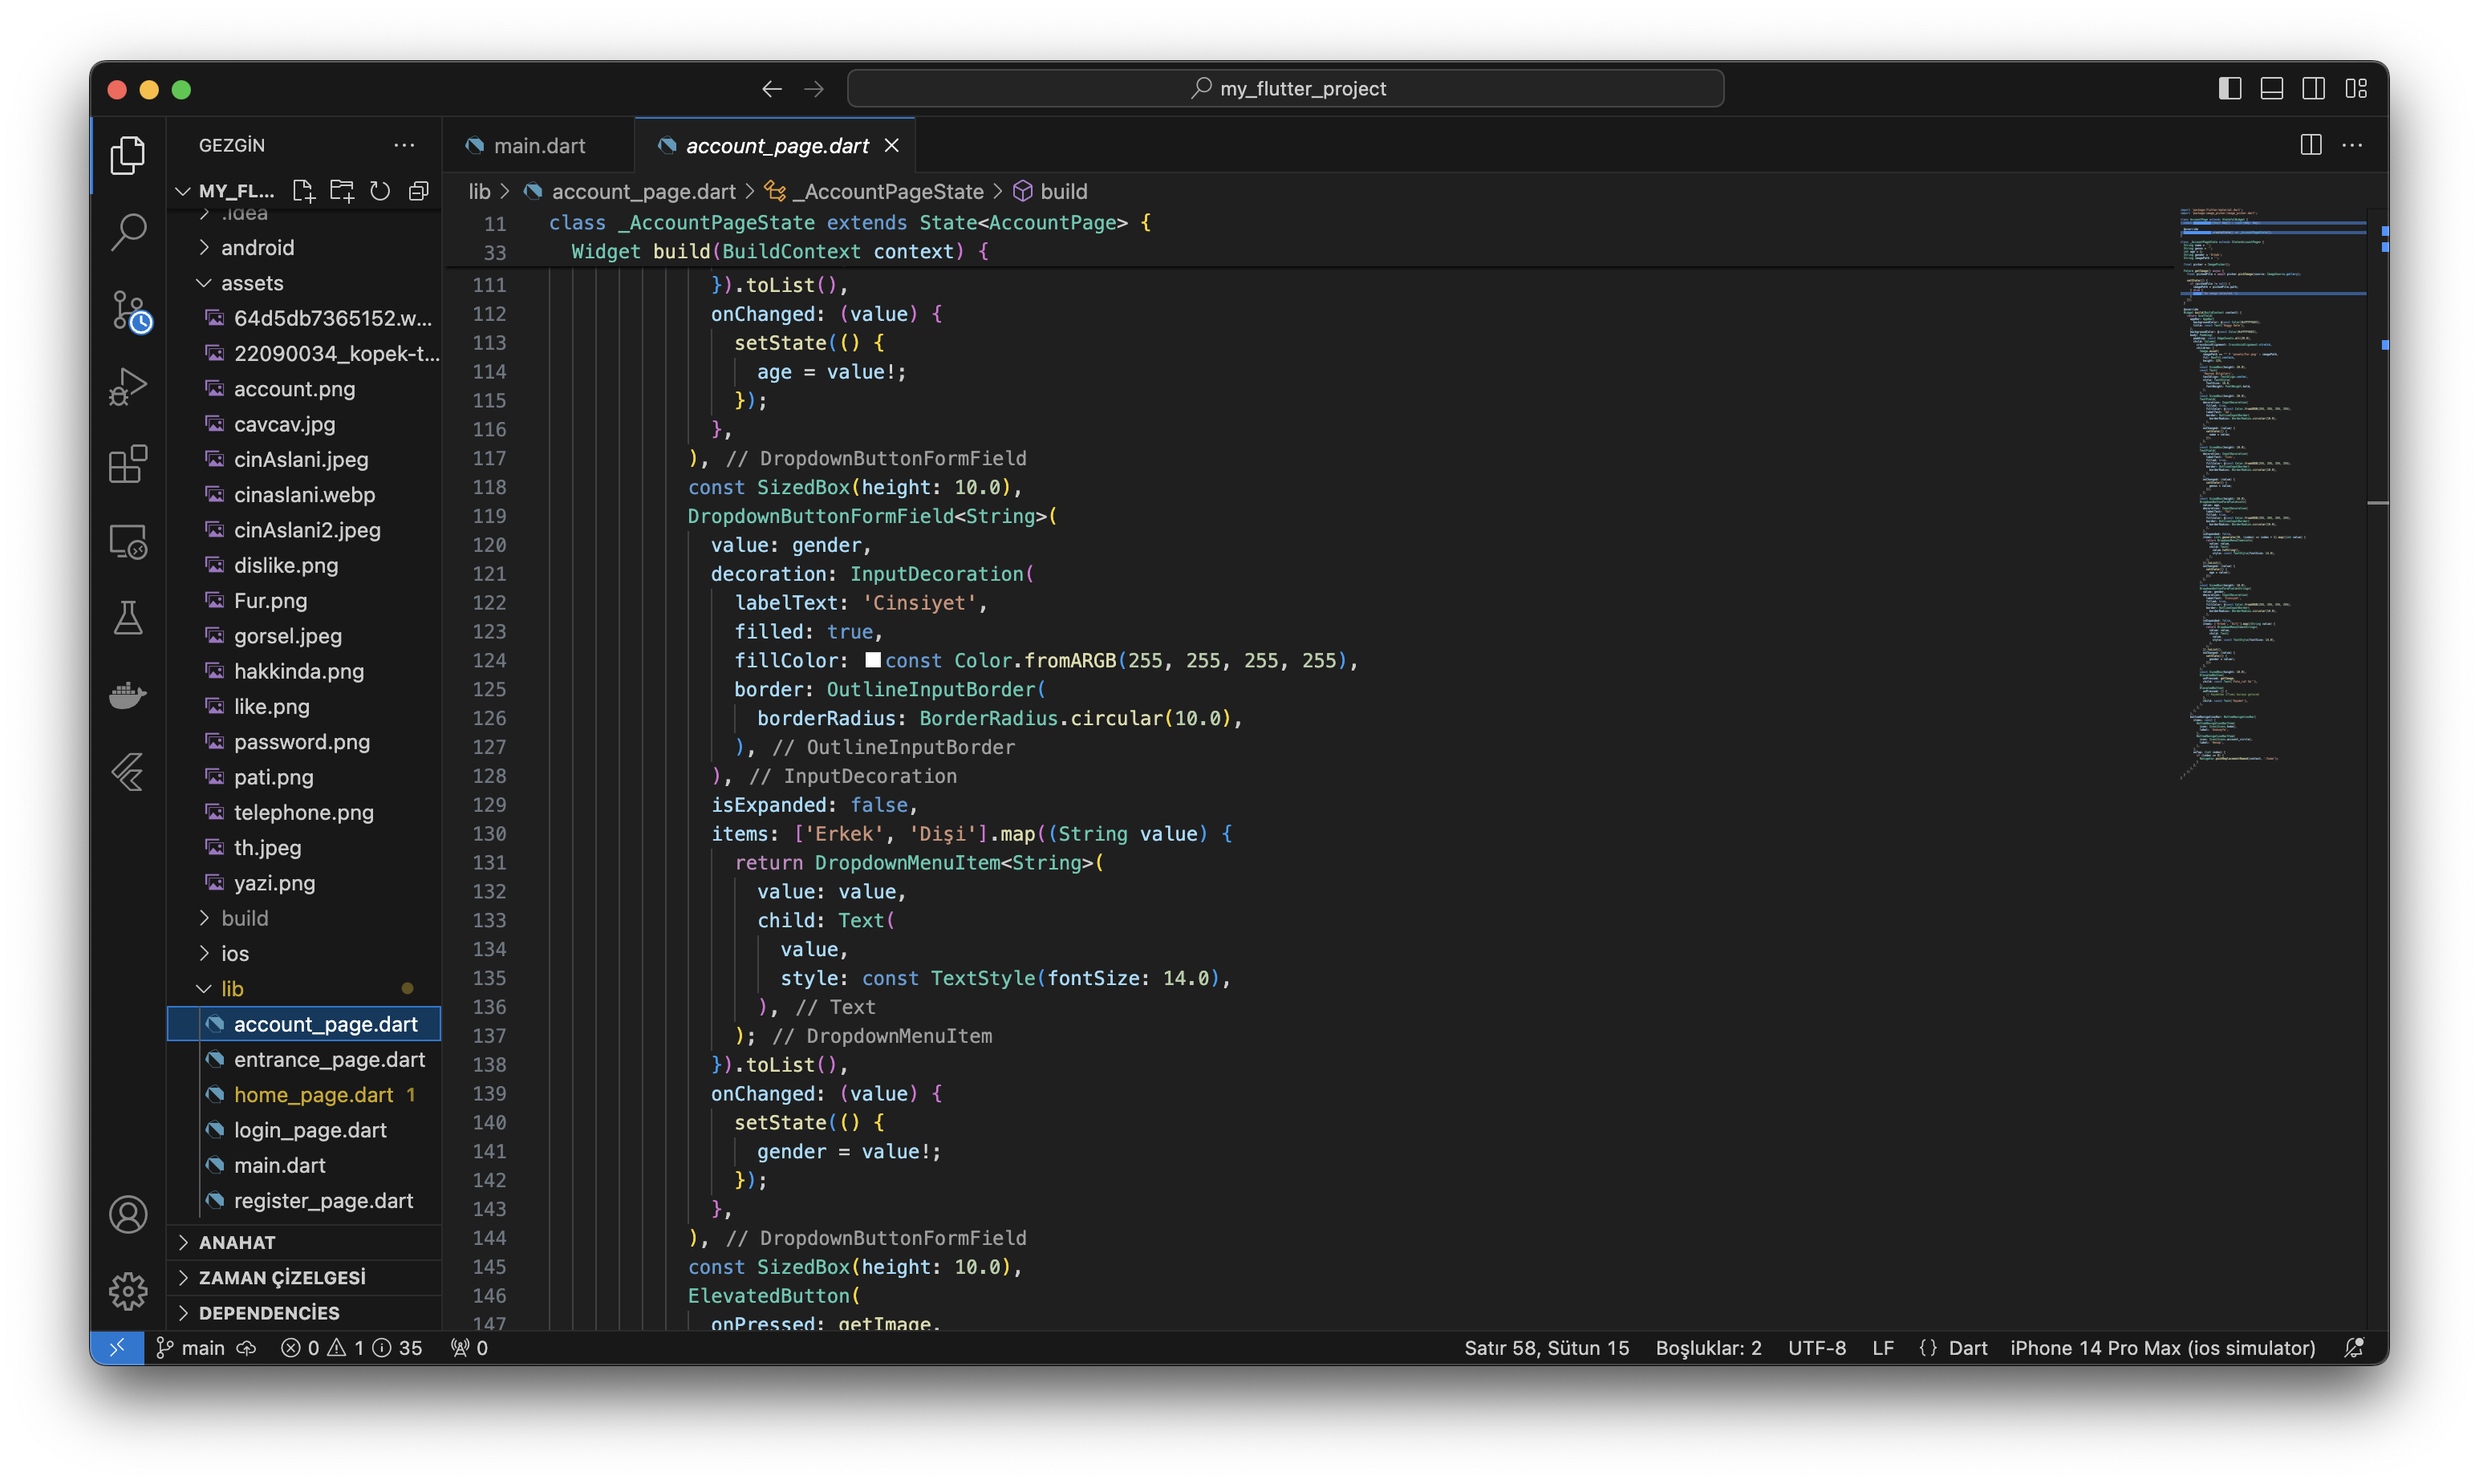 my_flutter_project
GEZGİN
main.dart
account_page.dart
MY_FL...
lib > account_page.dart > _AccountPageState > build
.idea
android
assets
64d5db7365152.w...
22090034_kopek-t...
account.png
cavcav.jpg
cinAslani.jpeg
cinaslani.webp
cinAslani2.jpeg
dislike.png
Fur.png
gorsel.jpeg
hakkinda.png
like.png
password.png
pati.png
telephone.png
th.jpeg
yazi.png
build
ios
lib
account_page.dart
entrance_page.dart
home_page.dart 1
login_page.dart
main.dart
register_page.dart
ANAHAT
ZAMAN ÇİZELGESİ
DEPENDENCİES
11 class _AccountPageState extends State<AccountPage> {
33 Widget build(BuildContext context) {
111 }).toList(),
112 onChanged: (value) {
113 setState(() {
114 age = value!;
115 });
116 },
117 ), // DropdownButtonFormField
118 const SizedBox(height: 10.0),
119 DropdownButtonFormField<String>(
120 value: gender,
121 decoration: InputDecoration(
122 labelText: 'Cinsiyet',
123 filled: true,
124 fillColor: const Color.fromARGB(255, 255, 255, 255),
125 border: OutlineInputBorder(
126 borderRadius: BorderRadius.circular(10.0),
127 ), // OutlineInputBorder
128 ), // InputDecoration
129 isExpanded: false,
130 items: ['Erkek', 'Dişi'].map((String value) {
131 return DropdownMenuItem<String>(
132 value: value,
133 child: Text(
134 value,
135 style: const TextStyle(fontSize: 14.0),
136 ), // Text
137 ); // DropdownMenuItem
138 }).toList(),
139 onChanged: (value) {
140 setState(() {
141 gender = value!;
142 });
143 },
144 ), // DropdownButtonFormField
145 const SizedBox(height: 10.0),
146 ElevatedButton(
147 onPressed: getImage,
main 0 1 35 0 Satır 58, Sütun 15 Boşluklar: 2 UTF-8 LF {} Dart iPhone 14 Pro Max (ios simulator)